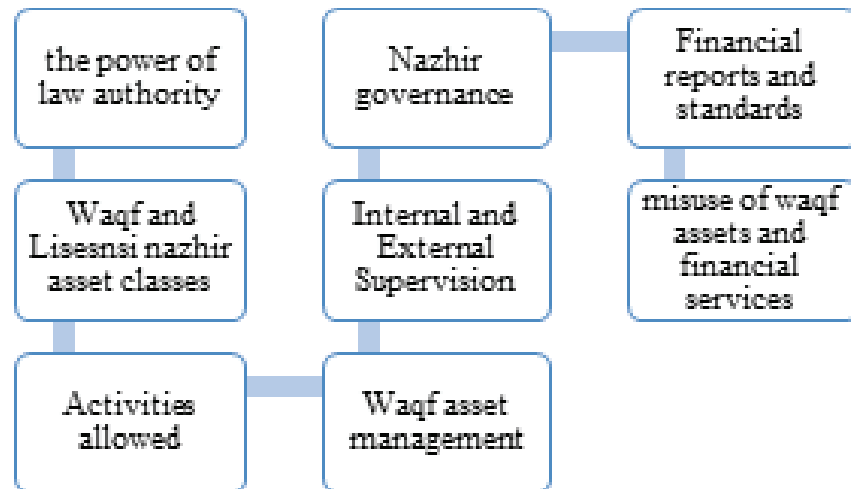 the power of
law authority
Waqf and
Lisesnsi nazhir
asset classes
Activities
allowed
Waqf asset
management
Internal and
External
Supervision
Nazhir
governance
Financial
reports and
standards
misuse of waqf
assets and
financial
services